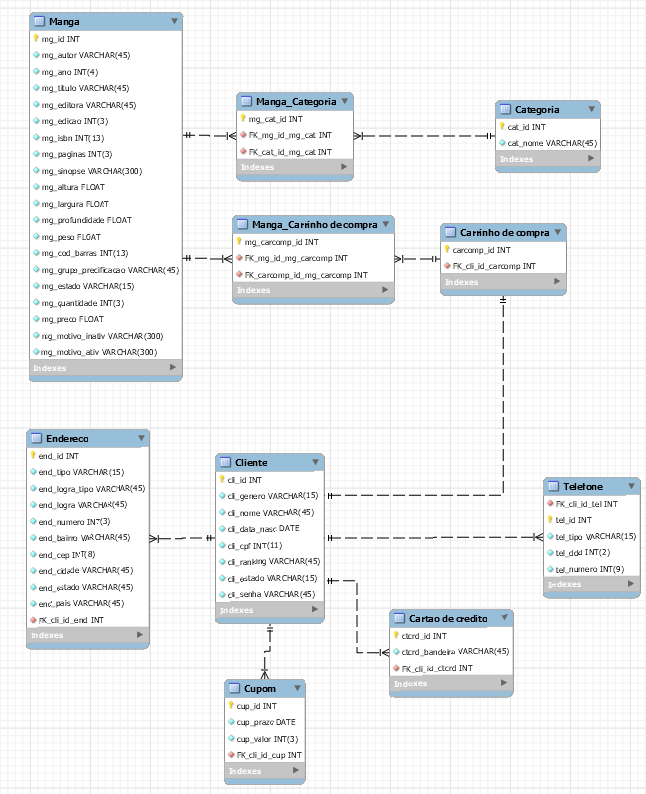 Manga
mg_id INT
mg_autor VARCHAR(45)
mg_ano INT(4)
mg_titulo VARCHAR(45)
mg_editora VARCHAR(45)
mg_edicao INT(3)
mg_isbn INT(13)
mg_paginas INT(3)
mg_sinopse VARCHAR(300)
mg_altura FLOAT
mg_largura FLOAT
mg_profundidade FLOAT
mg_peso FLOAT
mg_cod_barras INT(13)
mg_grupo_precificacao VARCHAR(45)
mg_estado VARCHAR(15)
mg_quantidade INT(3)
mg_preco FLOAT
mg_motivo_inativ VARCHAR(300)
mg_motivo_ativ VARCHAR(300)
Indexes
Manga_Categoria
mg_cat_id INT
FK_mg_id_mg_cat INT
FK_cat_id_mg_cat INT
Indexes
Categoria
cat_id INT
cat_nome VARCHAR(45)
Indexes
Manga_Carrinho de compra
mg_carcomp_id INT
FK_mg_id_mg_carcomp INT
FK_carcomp_id_mg_carcomp INT
Indexes
Carrinho de compra
carcomp_id INT
FK_cli_id_carcomp INT
Indexes
Endereco
end_id INT
end_tipo VARCHAR(15)
end_logra_tipo VARCHAR(45)
end_logra VARCHAR(45)
end_numero INT(3)
end_bairro VARCHAR(45)
end_cep INT(8)
end_cidade VARCHAR(45)
end_estado VARCHAR(45)
end_pais VARCHAR(45)
FK_cli_id_end INT
Indexes
Cliente
cli_id INT
cli_genero VARCHAR(15)
cli_nome VARCHAR(45)
cli_data_nasc DATE
cli_cpf INT(11)
cli_ranking VARCHAR(45)
cli_estado VARCHAR(15)
cli_senha VARCHAR(45)
Indexes
Telefone
FK_cli_id_tel INT
tel_id INT
tel_tipo VARCHAR(15)
tel_ddd INT(2)
tel_numero INT(9)
Indexes
Cartao de credito
ctcrd_id INT
ctcrd_bandeira VARCHAR(45)
FK_cli_id_ctcrd INT
Indexes
Cupom
cup_id INT
cup_prazo DATE
cup_valor INT(3)
FK_cli_id_cup INT
Indexes